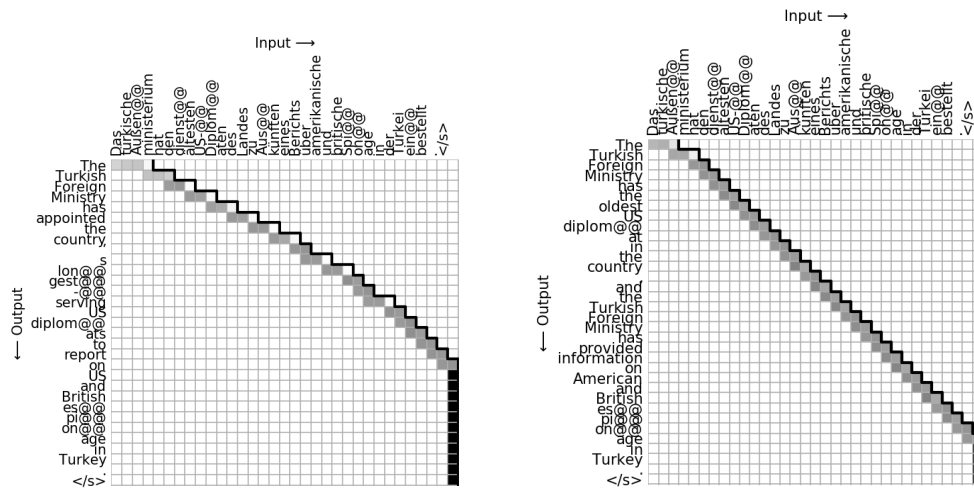 Input ⟶
Das
türkische
Außen@@
ministerium
hat
den
dienst@@
ältesten
US-@@
Diplom@@
aten
des
Landes
zu
Aus@@
künften
eines
Berichts
über
amerikanische
und
britische
Spi@@
on@@
age
in
der
Türkei
ein@@
bestellt
.
</s>
⟵ Output
The
Turkish
Foreign
Ministry
has
appointed
the
country
s
lon@@
gest@@
-@@
serving
US
diplom@@
ats
to
report
on
US
and
British
es@@
pi@@
on@@
age
in
Turkey
.
</s>
Input ⟶
Das
türkische
Außen@@
ministerium
hat
den
dienst@@
ältesten
US-@@
Diplom@@
aten
des
Landes
zu
Aus@@
künften
eines
Berichts
über
amerikanische
und
britische
Spi@@
on@@
age
in
der
Türkei
ein@@
bestellt
.
</s>
⟵ Output
The
Turkish
Foreign
Ministry
has
the
oldest
US
diplom@@
at
in
the
country
,
and
the
Turkish
Foreign
Ministry
has
provided
information
on
American
and
British
es@@
pi@@
on@@
age
in
Turkey
.
</s>